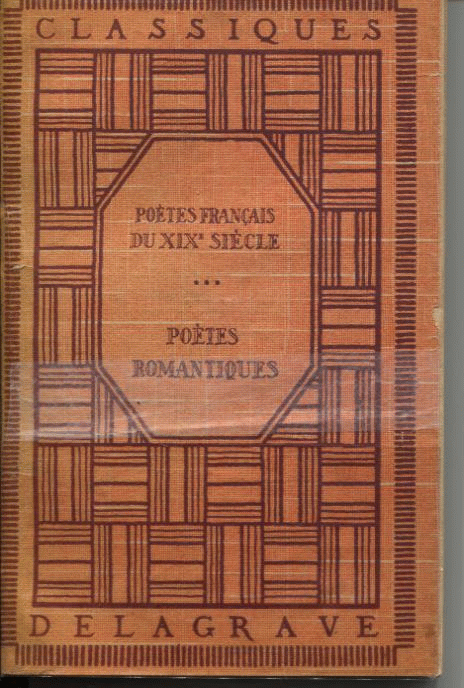 CLASSIQUES
POÈTES FRANÇAIS
DU XIXᵉ SIÈCLE
...
POÈTES
ROMANTIQUES
DELAGRAVE